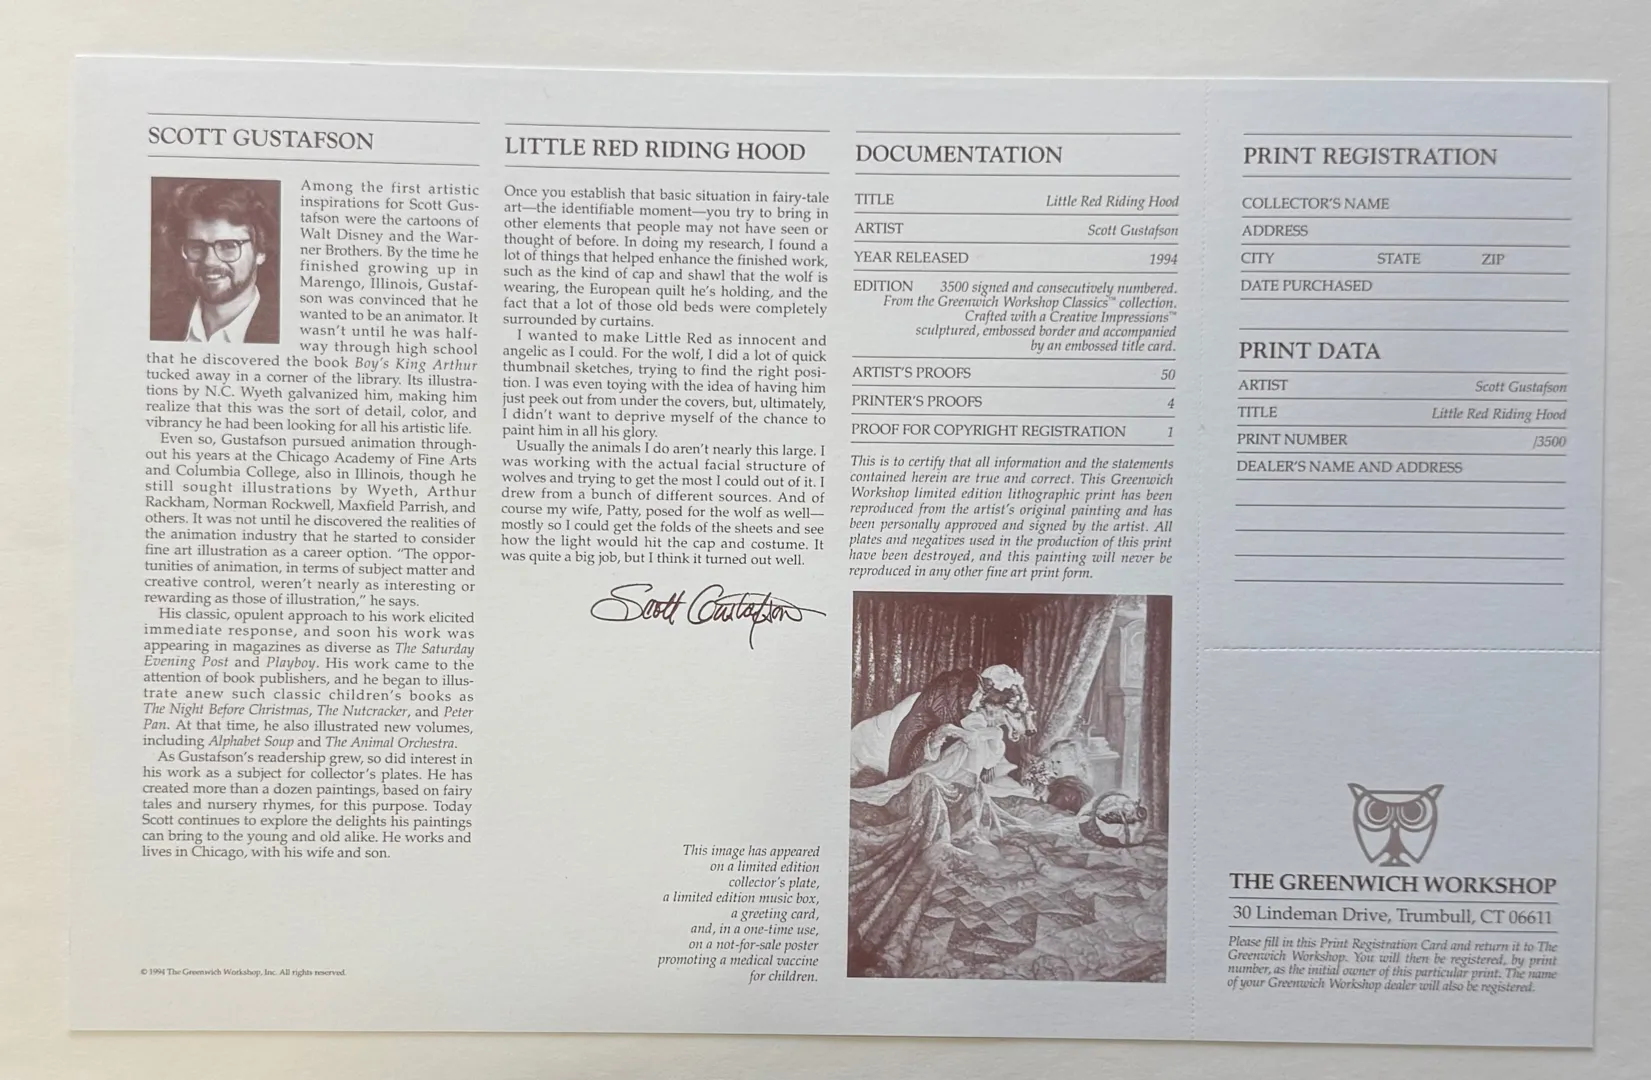 SCOTT GUSTAFSON
Among the first artistic
inspirations for Scott Gus-
tafson were the cartoons of
Walt Disney and the War-
ner Brothers. By the time he
finished growing up in
Marengo, Illinois, Gustaf-
son was convinced that he
wanted to be an animator. It
wasn't until he was half-
way through high school
that he discovered the book Boy's King Arthur
tucked away in a corner of the library. Its illustra-
tions by N.C. Wyeth galvanized him, making him
realize that this was the sort of detail, color, and
vibrancy he had been looking for all his artistic life.
Even so, Gustafson pursued animation through-
out his years at the Chicago Academy of Fine Arts
and Columbia College, also in Illinois, though he
still sought illustrations by Wyeth, Arthur
Rackham, Norman Rockwell, Maxfield Parrish, and
others. It was not until he discovered the realities of
the animation industry that he started to consider
fine art illustration as a career option. "The oppor-
tunities of animation, in terms of subject matter and
creative control, weren't nearly as interesting or
rewarding as those of illustration," he says.
His classic, opulent approach to his work elicited
immediate response, and soon his work was
appearing in magazines as diverse as The Saturday
Evening Post and Playboy. His work came to the
attention of book publishers, and he began to illus-
trate anew such classic children's books as
The Night Before Christmas, The Nutcracker, and Peter
Pan. At that time, he also illustrated new volumes,
including Alphabet Soup and The Animal Orchestra.
As Gustafson's readership grew, so did interest in
his work as a subject for collector's plates. He has
created more than a dozen paintings, based on fairy
tales and nursery rhymes, for this purpose. Today
Scott continues to explore the delights his paintings
can bring to the young and old alike. He works and
lives in Chicago, with his wife and son.
© 1994 The Greenwich Workshop, Inc. All rights reserved.
LITTLE RED RIDING HOOD
Once you establish that basic situation in fairy-tale
art—the identifiable moment—you try to bring in
other elements that people may not have seen or
thought of before. In doing my research, I found a
lot of things that helped enhance the finished work,
such as the kind of cap and shawl that the wolf is
wearing, the European quilt he's holding, and the
fact that a lot of those old beds were completely
surrounded by curtains.
I wanted to make Little Red as innocent and
angelic as I could. For the wolf, I did a lot of quick
thumbnail sketches, trying to find the right posi-
tion. I was even toying with the idea of having him
just peek out from under the covers, but, ultimately,
I didn't want to deprive myself of the chance to
paint him in all his glory.
Usually the animals I do aren't nearly this large. I
was working with the actual facial structure of
wolves and trying to get the most I could out of it. I
drew from a bunch of different sources. And of
course my wife, Patty, posed for the wolf as well—
mostly so I could get the folds of the sheets and see
how the light would hit the cap and costume. It
was quite a big job, but I think it turned out well.
Scott Gustafson
This image has appeared
on a limited edition
collector's plate,
a limited edition music box,
a greeting card,
and, in a one-time use,
on a not-for-sale poster
promoting a medical vaccine
for children.
DOCUMENTATION
TITLE Little Red Riding Hood
ARTIST Scott Gustafson
YEAR RELEASED 1994
EDITION 3500 signed and consecutively numbered.
From the Greenwich Workshop Classics™ collection.
Crafted with a Creative Impressions™
sculptured, embossed border and accompanied
by an embossed title card.
ARTIST'S PROOFS 50
PRINTER'S PROOFS 4
PROOF FOR COPYRIGHT REGISTRATION 1
This is to certify that all information and the statements
contained herein are true and correct. This Greenwich
Workshop limited edition lithographic print has been
reproduced from the artist's original painting and has
been personally approved and signed by the artist. All
plates and negatives used in the production of this print
have been destroyed, and this painting will never be
reproduced in any other fine art print form.
PRINT REGISTRATION
COLLECTOR'S NAME
ADDRESS
CITY STATE ZIP
DATE PURCHASED
PRINT DATA
ARTIST Scott Gustafson
TITLE Little Red Riding Hood
PRINT NUMBER /3500
DEALER'S NAME AND ADDRESS
THE GREENWICH WORKSHOP
30 Lindeman Drive, Trumbull, CT 06611
Please fill in this Print Registration Card and return it to The
Greenwich Workshop. You will then be registered, by print
number, as the initial owner of this particular print. The name
of your Greenwich Workshop dealer will also be registered.